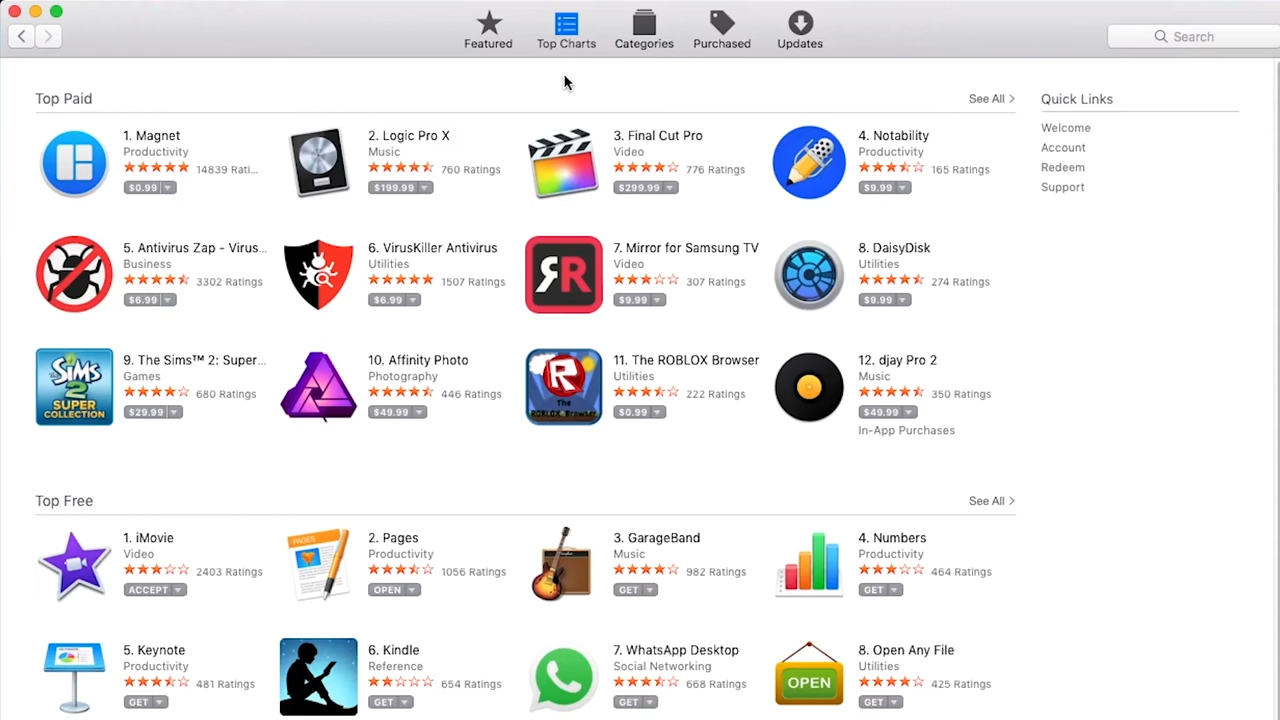 Featured
Top Charts
Categories
Purchased
Updates
Search
Top Paid
See All >
Quick Links
Welcome
Account
Redeem
Support
1. Magnet
Productivity
14839 Rati...
$0.99
2. Logic Pro X
Music
760 Ratings
$199.99
3. Final Cut Pro
Video
776 Ratings
$299.99
4. Notability
Productivity
165 Ratings
$9.99
5. Antivirus Zap - Virus...
Business
3302 Ratings
$6.99
6. VirusKiller Antivirus
Utilities
1507 Ratings
$6.99
7. Mirror for Samsung TV
Video
307 Ratings
$9.99
8. DaisyDisk
Utilities
274 Ratings
$9.99
The SIMS
2
SUPER
COLLECTION
9. The Sims™ 2: Super...
Games
680 Ratings
$29.99
10. Affinity Photo
Photography
446 Ratings
$49.99
R
The
ROBLOX Browser
11. The ROBLOX Browser
Utilities
222 Ratings
$0.99
12. djay Pro 2
Music
350 Ratings
$49.99
In-App Purchases
Top Free
See All >
1. iMovie
Video
2403 Ratings
ACCEPT
PAGES
2. Pages
Productivity
1056 Ratings
OPEN
3. GarageBand
Music
982 Ratings
GET
4. Numbers
Productivity
464 Ratings
GET
5. Keynote
Productivity
481 Ratings
GET
6. Kindle
Reference
654 Ratings
GET
7. WhatsApp Desktop
Social Networking
668 Ratings
GET
OPEN
8. Open Any File
Utilities
425 Ratings
GET